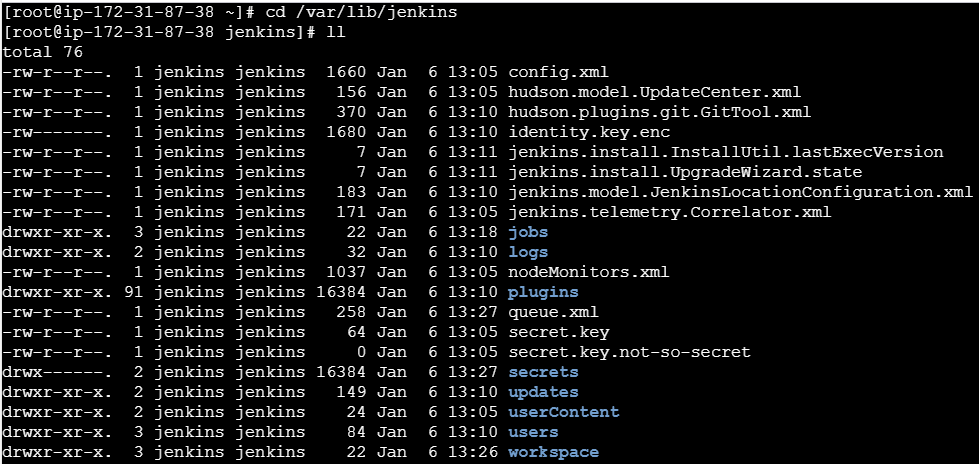 [root@ip-172-31-87-38 ~]# cd /var/lib/jenkins
[root@ip-172-31-87-38 jenkins]# ll
total 76
-rw-r--r--.  1 jenkins jenkins  1660 Jan  6 13:05 config.xml
-rw-r--r--.  1 jenkins jenkins   156 Jan  6 13:05 hudson.model.UpdateCenter.xml
-rw-r--r--.  1 jenkins jenkins   370 Jan  6 13:10 hudson.plugins.git.GitTool.xml
-rw-------.  1 jenkins jenkins  1680 Jan  6 13:10 identity.key.enc
-rw-r--r--.  1 jenkins jenkins     7 Jan  6 13:11 jenkins.install.InstallUtil.lastExecVersion
-rw-r--r--.  1 jenkins jenkins     7 Jan  6 13:11 jenkins.install.UpgradeWizard.state
-rw-r--r--.  1 jenkins jenkins   183 Jan  6 13:10 jenkins.model.JenkinsLocationConfiguration.xml
-rw-r--r--.  1 jenkins jenkins   171 Jan  6 13:05 jenkins.telemetry.Correlator.xml
drwxr-xr-x.  3 jenkins jenkins    22 Jan  6 13:18 jobs
drwxr-xr-x.  2 jenkins jenkins    32 Jan  6 13:10 logs
-rw-r--r--.  1 jenkins jenkins  1037 Jan  6 13:05 nodeMonitors.xml
drwxr-xr-x. 91 jenkins jenkins 16384 Jan  6 13:10 plugins
-rw-r--r--.  1 jenkins jenkins   258 Jan  6 13:27 queue.xml
-rw-r--r--.  1 jenkins jenkins    64 Jan  6 13:05 secret.key
-rw-r--r--.  1 jenkins jenkins     0 Jan  6 13:05 secret.key.not-so-secret
drwx------.  2 jenkins jenkins 16384 Jan  6 13:27 secrets
drwxr-xr-x.  2 jenkins jenkins   149 Jan  6 13:10 updates
drwxr-xr-x.  2 jenkins jenkins    24 Jan  6 13:05 userContent
drwxr-xr-x.  3 jenkins jenkins    84 Jan  6 13:10 users
drwxr-xr-x.  3 jenkins jenkins    22 Jan  6 13:26 workspace